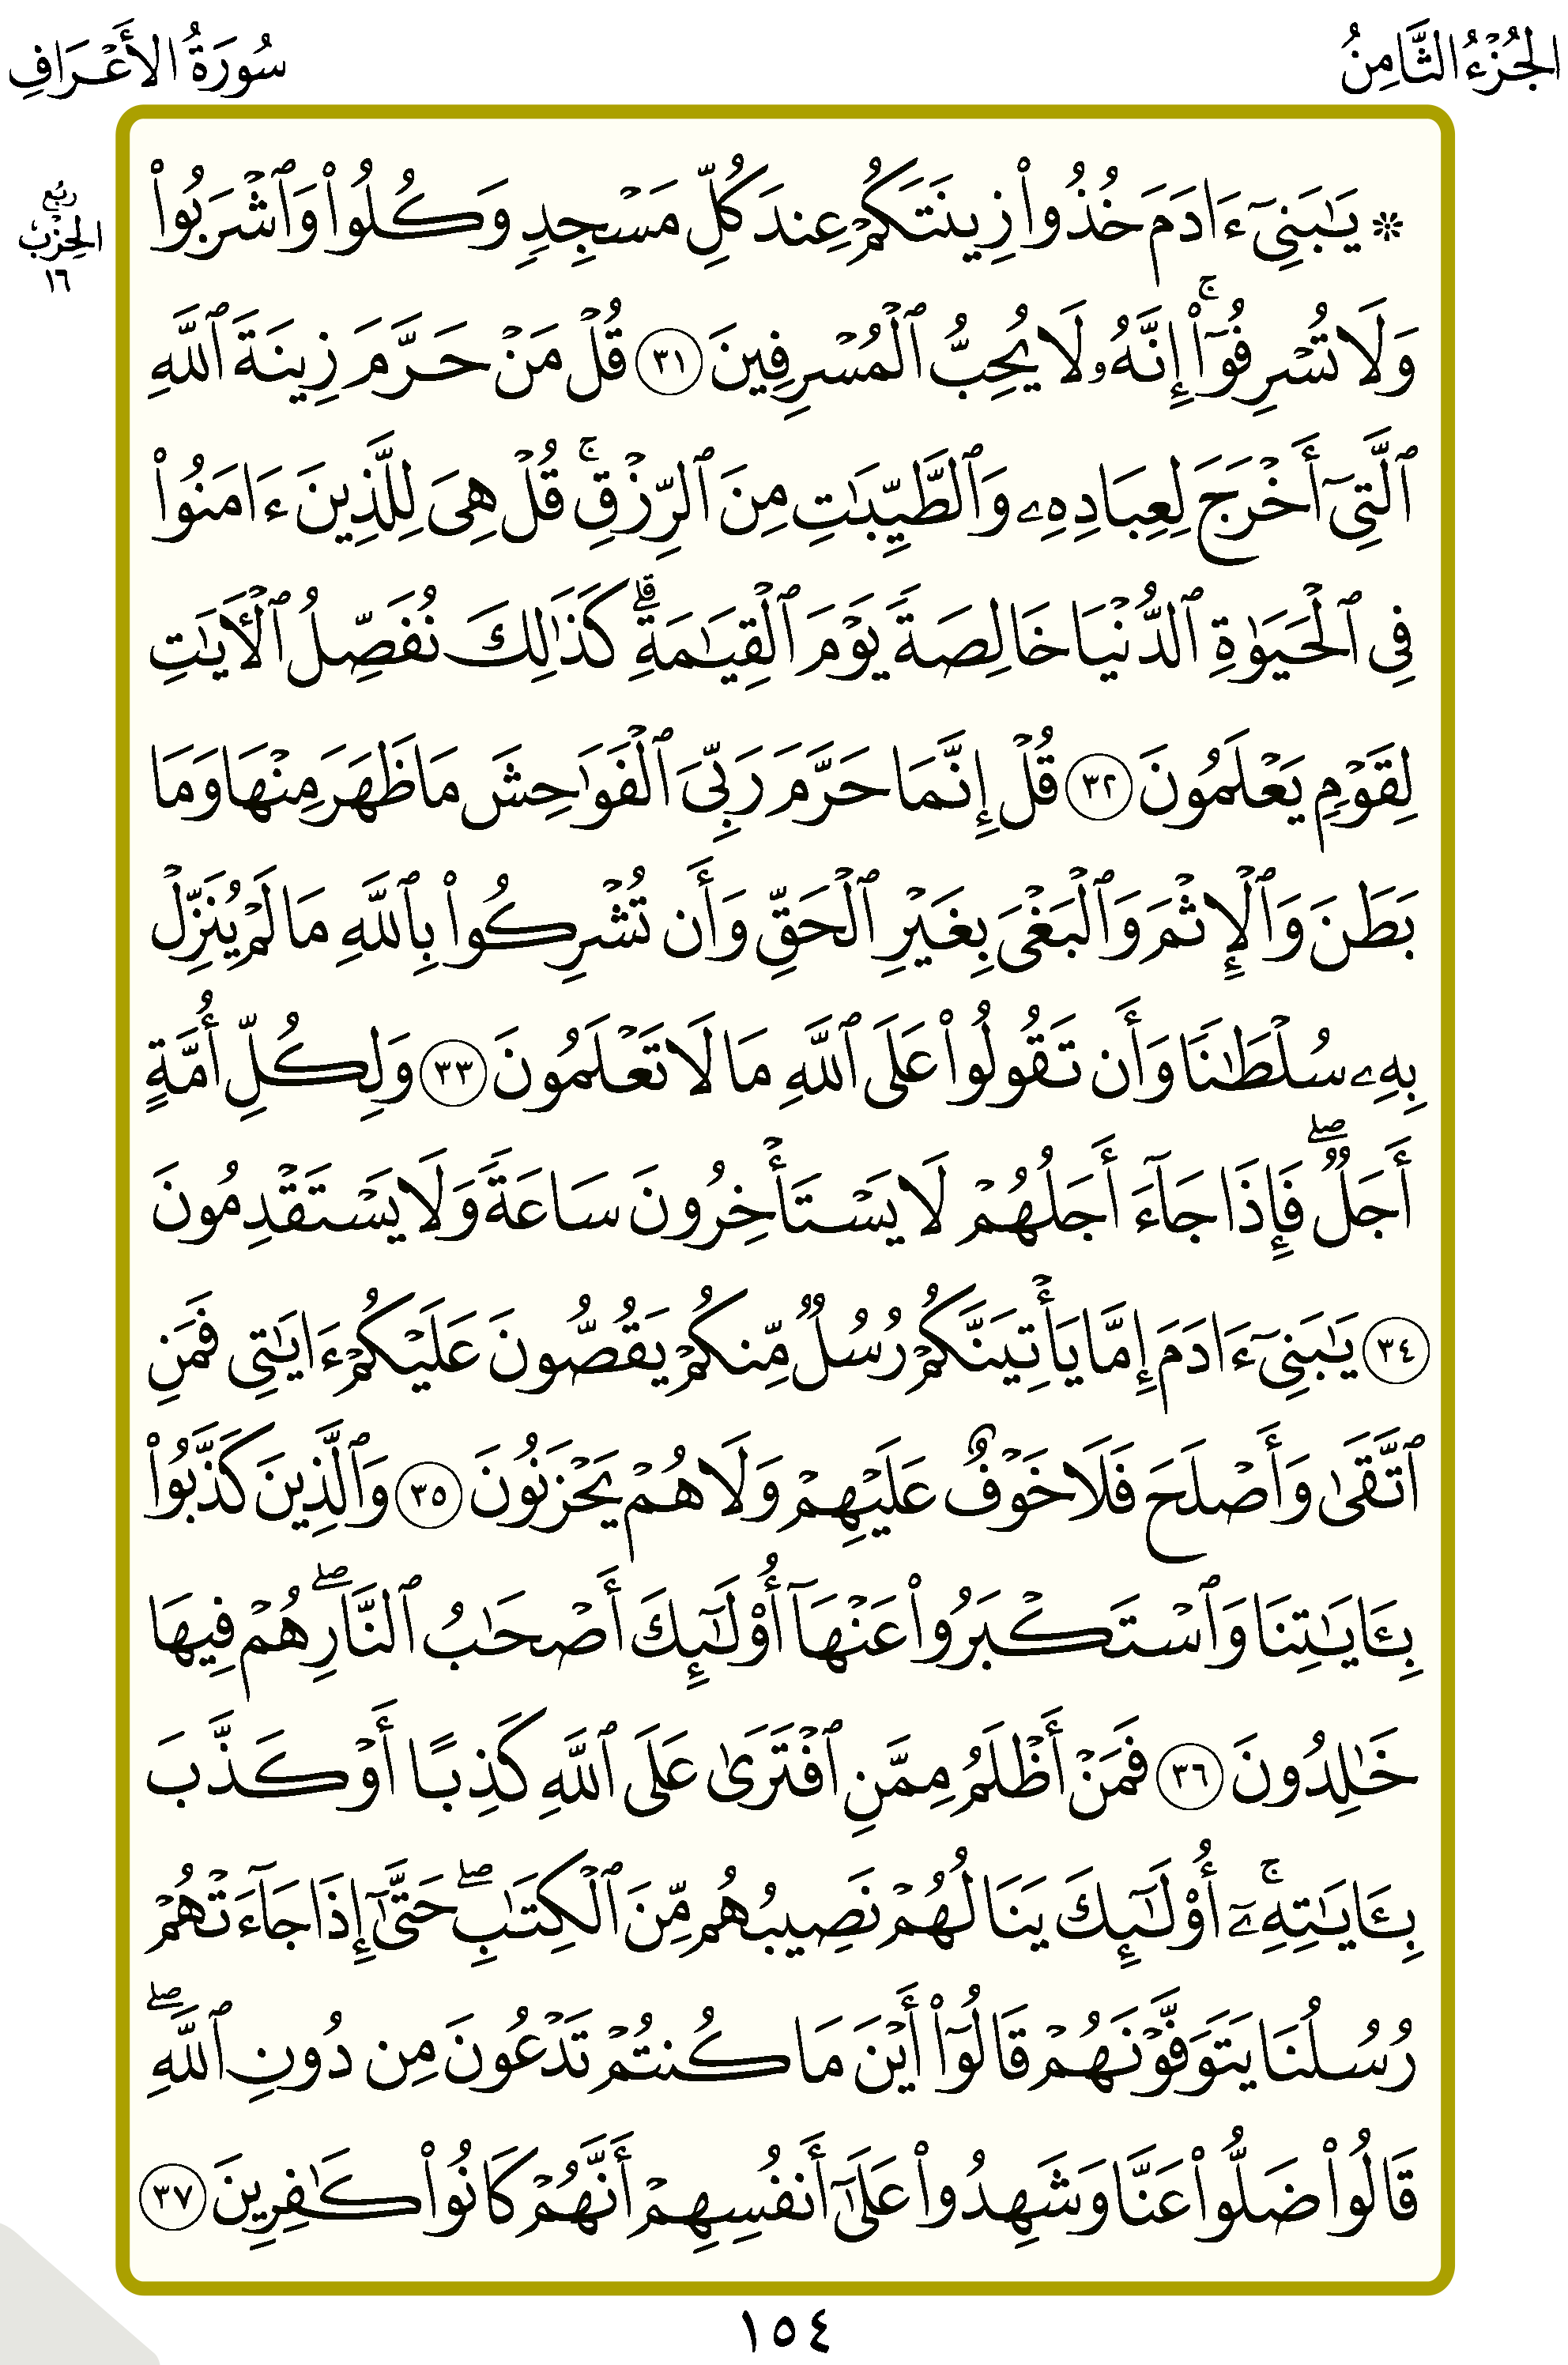 الجُزْءُ الثَّامِنُ
سُورَةُ الأَعْرَافِ
رُبْع
الحِزْب
١٦
۞ يَٰبَنِىٓ ءَادَمَ خُذُوا۟ زِينَتَكُمْ عِندَ كُلِّ مَسْجِدٍ وَكُلُوا۟ وَٱشْرَبُوا۟
وَلَا تُسْرِفُوٓا۟ ۚ إِنَّهُۥ لَا يُحِبُّ ٱلْمُسْرِفِينَ ٣١ قُلْ مَنْ حَرَّمَ زِينَةَ ٱللَّهِ
ٱلَّتِىٓ أَخْرَجَ لِعِبَادِهِۦ وَٱلطَّيِّبَٰتِ مِنَ ٱلرِّزْقِ ۚ قُلْ هِىَ لِلَّذِينَ ءَامَنُوا۟
فِى ٱلْحَيَوٰةِ ٱلدُّنْيَا خَالِصَةً يَوْمَ ٱلْقِيَٰمَةِ ۗ كَذَٰلِكَ نُفَصِّلُ ٱلْءَايَٰتِ
لِقَوْمٍ يَعْلَمُونَ ٣٢ قُلْ إِنَّمَا حَرَّمَ رَبِّىَ ٱلْفَوَٰحِشَ مَا ظَهَرَ مِنْهَا وَمَا
بَطَنَ وَٱلْإِثْمَ وَٱلْبَغْىَ بِغَيْرِ ٱلْحَقِّ وَأَن تُشْرِكُوا۟ بِٱللَّهِ مَا لَمْ يُنَزِّلْ
بِهِۦ سُلْطَٰنًا وَأَن تَقُولُوا۟ عَلَى ٱللَّهِ مَا لَا تَعْلَمُونَ ٣٣ وَلِكُلِّ أُمَّةٍ
أَجَلٌ ۖ فَإِذَا جَآءَ أَجَلُهُمْ لَا يَسْتَأْخِرُونَ سَاعَةً وَلَا يَسْتَقْدِمُونَ
٣٤ يَٰبَنِىٓ ءَادَمَ إِمَّا يَأْتِيَنَّكُمْ رُسُلٌ مِّنكُمْ يَقُصُّونَ عَلَيْكُمْ ءَايَٰتِى فَمَنِ
ٱتَّقَىٰ وَأَصْلَحَ فَلَا خَوْفٌ عَلَيْهِمْ وَلَا هُمْ يَحْزَنُونَ ٣٥ وَٱلَّذِينَ كَذَّبُوا۟
بِـَٔايَٰتِنَا وَٱسْتَكْبَرُوا۟ عَنْهَآ أُو۟لَٰٓئِكَ أَصْحَٰبُ ٱلنَّارِ ۖ هُمْ فِيهَا
خَٰلِدُونَ ٣٦ فَمَنْ أَظْلَمُ مِمَّنِ ٱفْتَرَىٰ عَلَى ٱللَّهِ كَذِبًا أَوْ كَذَّبَ
بِـَٔايَٰتِهِۦٓ ۚ أُو۟لَٰٓئِكَ يَنَالُهُمْ نَصِيبُهُم مِّنَ ٱلْكِتَٰبِ ۖ حَتَّىٰٓ إِذَا جَآءَتْهُمْ
رُسُلُنَا يَتَوَفَّوْنَهُمْ قَالُوٓا۟ أَيْنَ مَا كُنتُمْ تَدْعُونَ مِن دُونِ ٱللَّهِ ۖ
قَالُوا۟ ضَلُّوا۟ عَنَّا وَشَهِدُوا۟ عَلَىٰٓ أَنفُسِهِمْ أَنَّهُمْ كَانُوا۟ كَٰفِرِينَ ٣٧
١٥٤